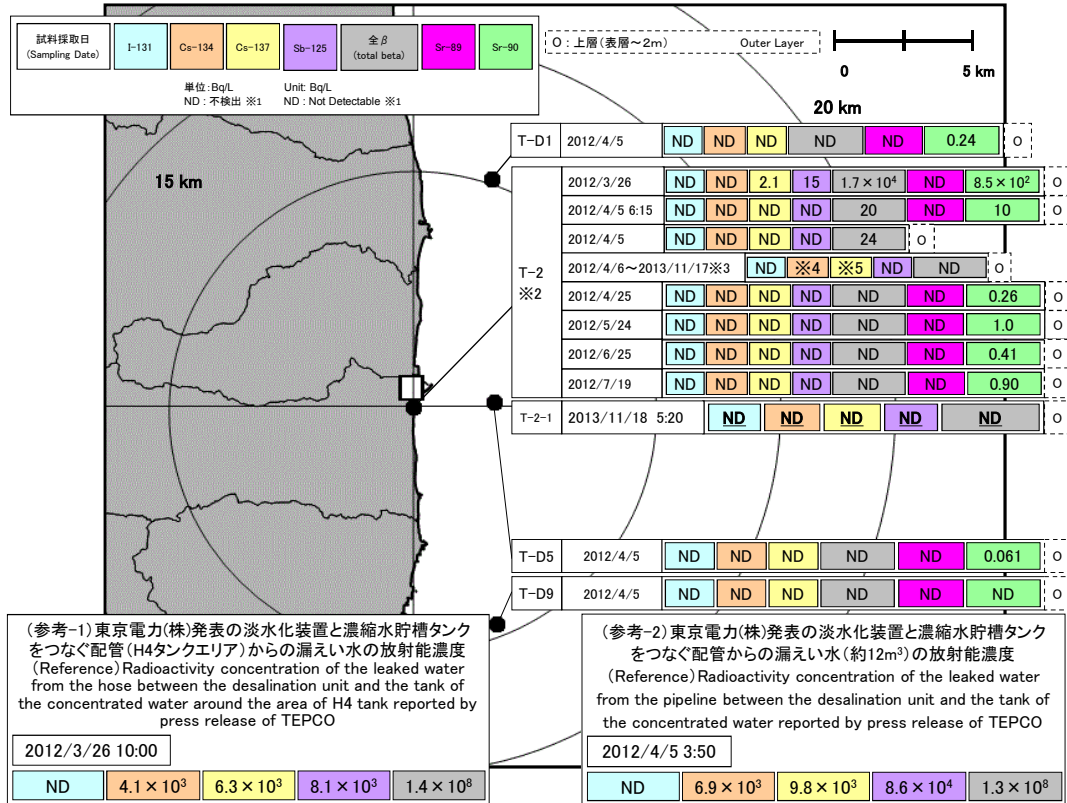 試料採取日
(Sampling Date)
I-131
Cs-134
Cs-137
Sb-125
全β
(total beta)
Sr-89
Sr-90
単位:Bq/L Unit: Bq/L
ND : 不検出 ※1 ND : Not Detectable ※1
O : 上層(表層～2m) Outer Layer
0 5 km
20 km
15 km
T-D1 2012/4/5 ND ND ND ND ND 0.24 O
T-2
※2
2012/3/26 ND ND 2.1 15 1.7×10⁴ ND 8.5×10² O
2012/4/5 6:15 ND ND ND ND 20 ND 10 O
2012/4/5 ND ND ND ND 24 O
2012/4/6～2013/11/17※3 ND ※4 ※5 ND ND O
2012/4/25 ND ND ND ND ND ND 0.26 O
2012/5/24 ND ND ND ND ND ND 1.0 O
2012/6/25 ND ND ND ND ND ND 0.41 O
2012/7/19 ND ND ND ND ND ND 0.90 O
T-2-1 2013/11/18 5:20 ND ND ND ND ND O
T-D5 2012/4/5 ND ND ND ND ND 0.061 O
T-D9 2012/4/5 ND ND ND ND ND ND O
(参考-1)東京電力(株)発表の淡水化装置と濃縮水貯槽タンク
をつなぐ配管(H4タンクエリア)からの漏えい水の放射能濃度
(Reference)Radioactivity concentration of the leaked water
from the hose between the desalination unit and the tank of
the concentrated water around the area of H4 tank reported by
press release of TEPCO
2012/3/26 10:00
ND 4.1×10³ 6.3×10³ 8.1×10³ 1.4×10⁸
(参考-2)東京電力(株)発表の淡水化装置と濃縮水貯槽タンク
をつなぐ配管からの漏えい水(約12m³)の放射能濃度
(Reference)Radioactivity concentration of the leaked water
from the pipeline between the desalination unit and the tank of
the concentrated water reported by press release of TEPCO
2012/4/5 3:50
ND 6.9×10³ 9.8×10³ 8.6×10⁴ 1.3×10⁸